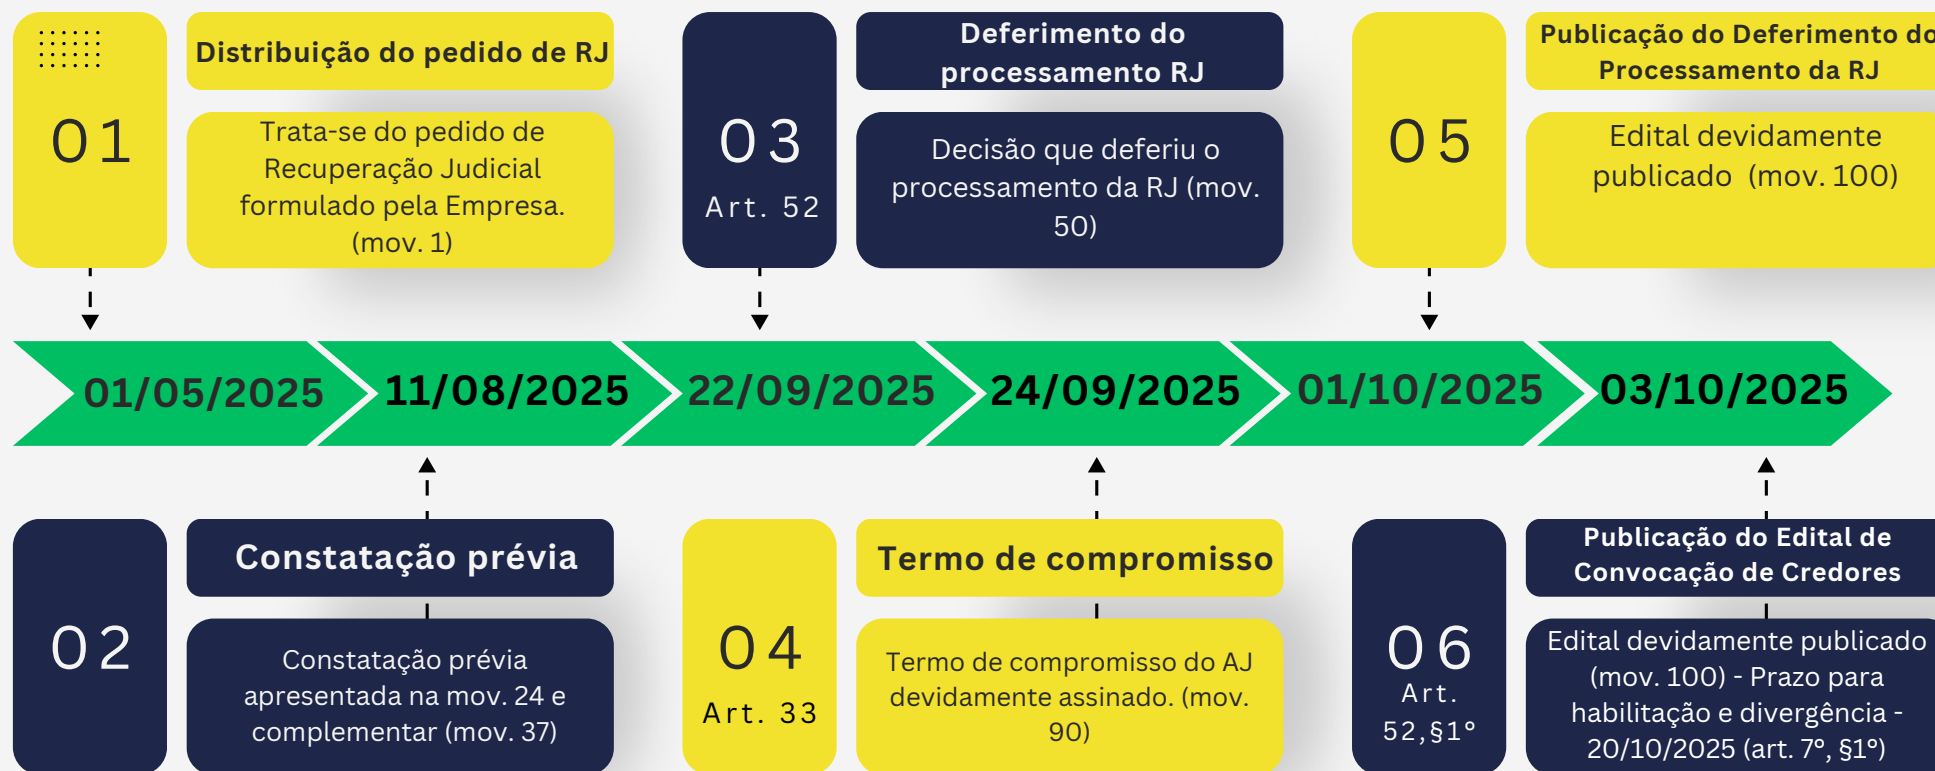 01
Distribuição do pedido de RJ
Trata-se do pedido de
Recuperação Judicial
formulado pela Empresa.
(mov. 1)
03
Art. 52
Deferimento do
processamento RJ
Decisão que deferiu o
processamento da RJ (mov.
50)
05
Publicação do Deferimento do
Processamento da RJ
Edital devidamente
publicado (mov. 100)
01/05/2025
11/08/2025
22/09/2025
24/09/2025
01/10/2025
03/10/2025
02
Constatação prévia
Constatação prévia
apresentada na mov. 24 e
complementar (mov. 37)
04
Art. 33
Termo de compromisso
Termo de compromisso do AJ
devidamente assinado. (mov.
90)
06
Art.
52,§1º
Publicação do Edital de
Convocação de Credores
Edital devidamente publicado
(mov. 100) - Prazo para
habilitação e divergência -
20/10/2025 (art. 7º, §1º)